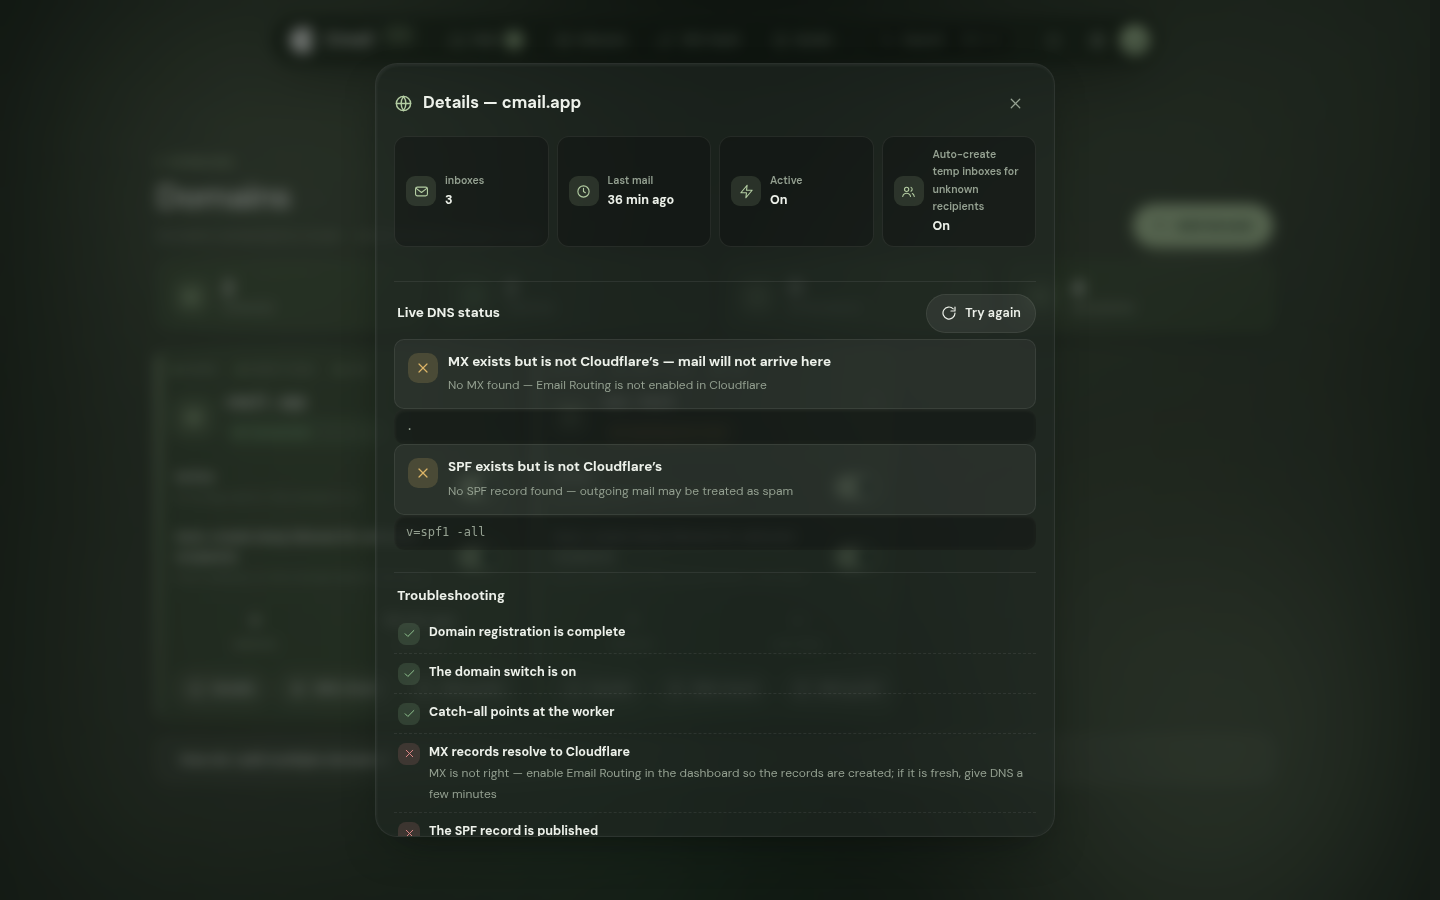 Details — cmail.app
inboxes
3
Last mail
36 min ago
Active
On
Auto-create
temp inboxes for
unknown
recipients
On
Live DNS status
Try again
MX exists but is not Cloudflare’s — mail will not arrive here
No MX found — Email Routing is not enabled in Cloudflare
.
SPF exists but is not Cloudflare’s
No SPF record found — outgoing mail may be treated as spam
v=spf1 -all
Troubleshooting
Domain registration is complete
The domain switch is on
Catch-all points at the worker
MX records resolve to Cloudflare
MX is not right — enable Email Routing in the dashboard so the records are created; if it is fresh, give DNS a
few minutes
The SPF record is published